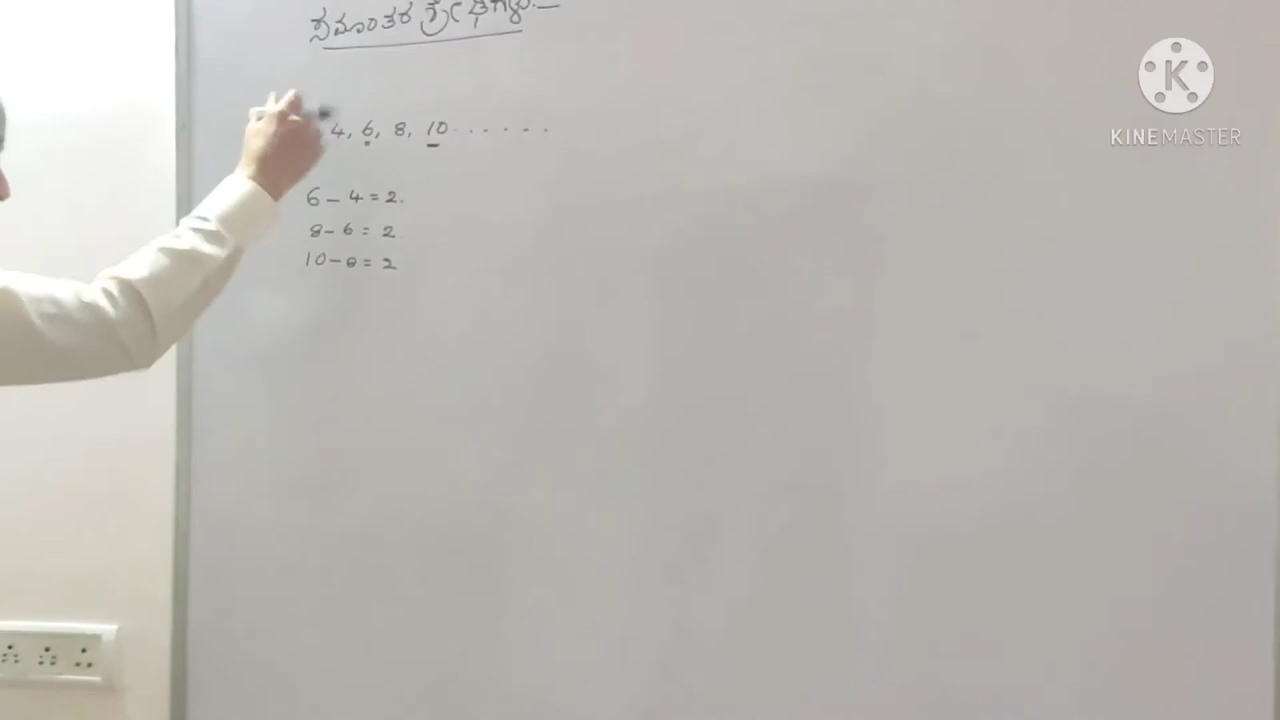 ಸಮಾಂತರ ಶ್ರೇಢಿಗಳು:-
4, 6, 8, 10 . . . . . .
6 - 4 = 2.
8 - 6 = 2
10 - 8 = 2
K
KINEMASTER